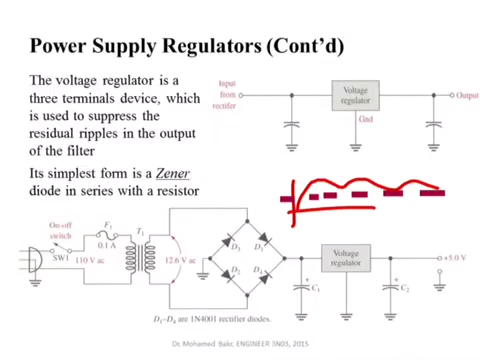 Power Supply Regulators (Cont'd)
The voltage regulator is a
three terminals device, which
is used to suppress the
residual ripples in the output
of the filter
Its simplest form is a Zener
diode in series with a resistor
Input
from
rectifer
Voltage
regulator
Output
Gnd
On-off
switch
SW1
110 V ac
F1
0.1 A
T1
12.6 V ac
D3
D1
D2
D4
D1–D4 are 1N4001 rectifier diodes.
+
C1
Voltage
regulator
+
C2
+5.0 V
Dr. Mohamed Bakr, ENGINEER 3N03, 2015